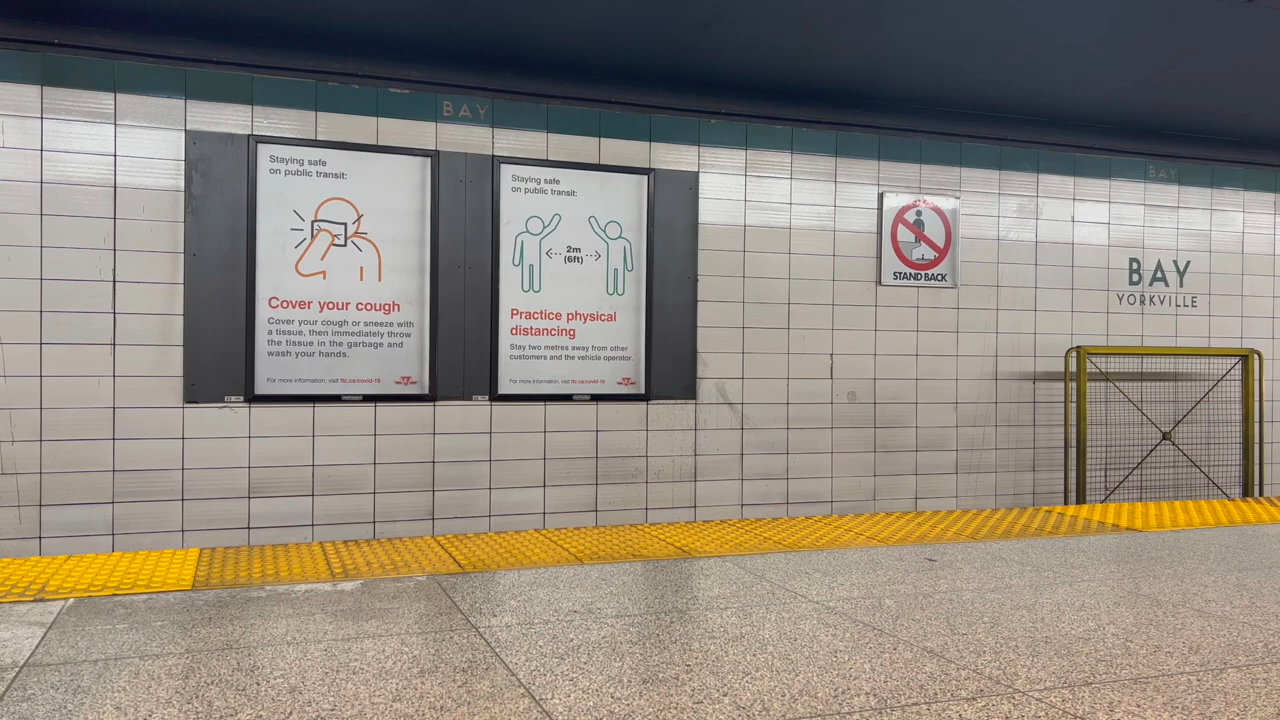 BAY
BAY
Staying safe
on public transit:
Cover your cough
Cover your cough or sneeze with
a tissue, then immediately throw
the tissue in the garbage and
wash your hands.
For more information, visit ttc.ca/covid-19
Staying safe
on public transit:
2m
(6ft)
Practice physical
distancing
Stay two metres away from other
customers and the vehicle operator.
For more information, visit ttc.ca/covid-19
STAND BACK
BAY
YORKVILLE